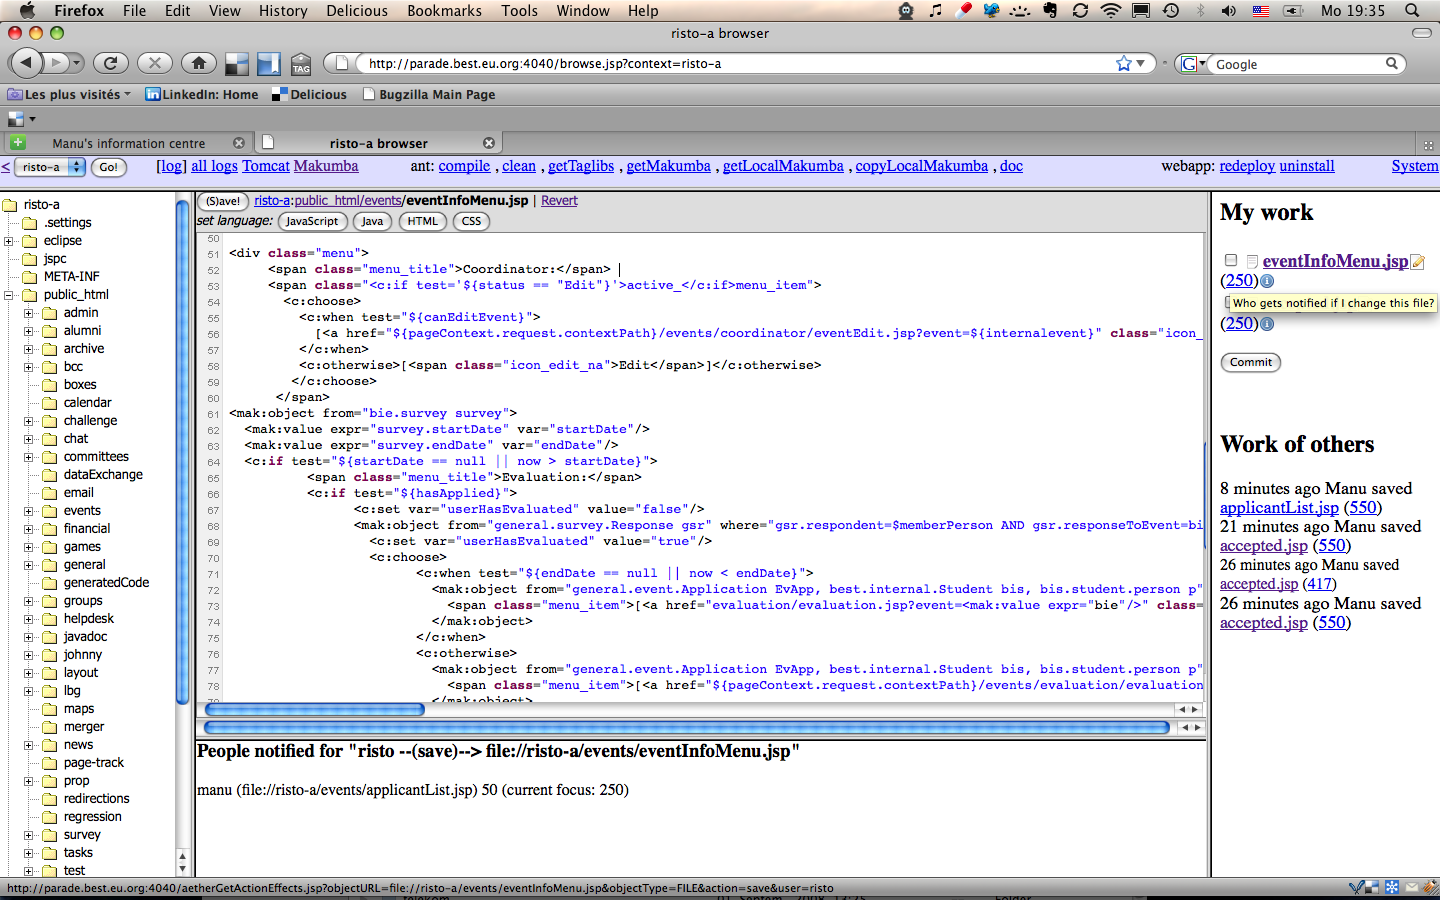 Firefox File Edit View History Delicious Bookmarks Tools Window Help Mo 19:35
risto-a browser
TAG http://parade.best.eu.org:4040/browse.jsp?context=risto-a G Google
Les plus visités LinkedIn: Home Delicious Bugzilla Main Page
Manu's information centre risto-a browser
< risto-a Go! [log] all logs Tomcat Makumba ant: compile , clean , getTaglibs , getMakumba , getLocalMakumba , copyLocalMakumba , doc webapp: redeploy uninstall System
risto-a
.settings
eclipse
jspc
META-INF
public_html
admin
alumni
archive
bcc
boxes
calendar
challenge
chat
committees
dataExchange
email
events
financial
games
general
generatedCode
groups
helpdesk
javadoc
johnny
layout
lbg
maps
merger
news
page-track
prop
redirections
regression
survey
tasks
test
(S)ave! risto-a:public_html/events/eventInfoMenu.jsp | Revert
set language: JavaScript Java HTML CSS
50
51 <div class="menu">
52 <span class="menu_title">Coordinator:</span>
53 <span class="<c:if test='${status == "Edit"}'>active_</c:if>menu_item">
54 <c:choose>
55 <c:when test="${canEditEvent}">
56 [<a href="${pageContext.request.contextPath}/events/coordinator/eventEdit.jsp?event=${internalevent}" class="icon_
57 </c:when>
58 <c:otherwise>[<span class="icon_edit_na">Edit</span>]</c:otherwise>
59 </c:choose>
60 </span>
61 <mak:object from="bie.survey survey">
62 <mak:value expr="survey.startDate" var="startDate"/>
63 <mak:value expr="survey.endDate" var="endDate"/>
64 <c:if test="${startDate == null || now > startDate}">
65 <span class="menu_title">Evaluation:</span>
66 <c:if test="${hasApplied}">
67 <c:set var="userHasEvaluated" value="false"/>
68 <mak:object from="general.survey.Response gsr" where="gsr.respondent=$memberPerson AND gsr.responseToEvent=bi
69 <c:set var="userHasEvaluated" value="true"/>
70 <c:choose>
71 <c:when test="${endDate == null || now < endDate}">
72 <mak:object from="general.event.Application EvApp, best.internal.Student bis, bis.student.person p"
73 <span class="menu_item">[<a href="evaluation/evaluation.jsp?event=<mak:value expr="bie"/>" class=
74 </mak:object>
75 </c:when>
76 <c:otherwise>
77 <mak:object from="general.event.Application EvApp, best.internal.Student bis, bis.student.person p"
78 <span class="menu_item">[<a href="${pageContext.request.contextPath}/events/evaluation/evaluation
79 </mak:object>
People notified for "risto --(save)--> file://risto-a/events/eventInfoMenu.jsp"
manu (file://risto-a/events/applicantList.jsp) 50 (current focus: 250)
My work
eventInfoMenu.jsp
(250)
Who gets notified if I change this file?
(250)
Commit
Work of others
8 minutes ago Manu saved
applicantList.jsp (550)
21 minutes ago Manu saved
accepted.jsp (550)
26 minutes ago Manu saved
accepted.jsp (417)
26 minutes ago Manu saved
accepted.jsp (550)
http://parade.best.eu.org:4040/aetherGetActionEffects.jsp?objectURL=file://risto-a/events/eventInfoMenu.jsp&objectType=FILE&action=save&user=risto